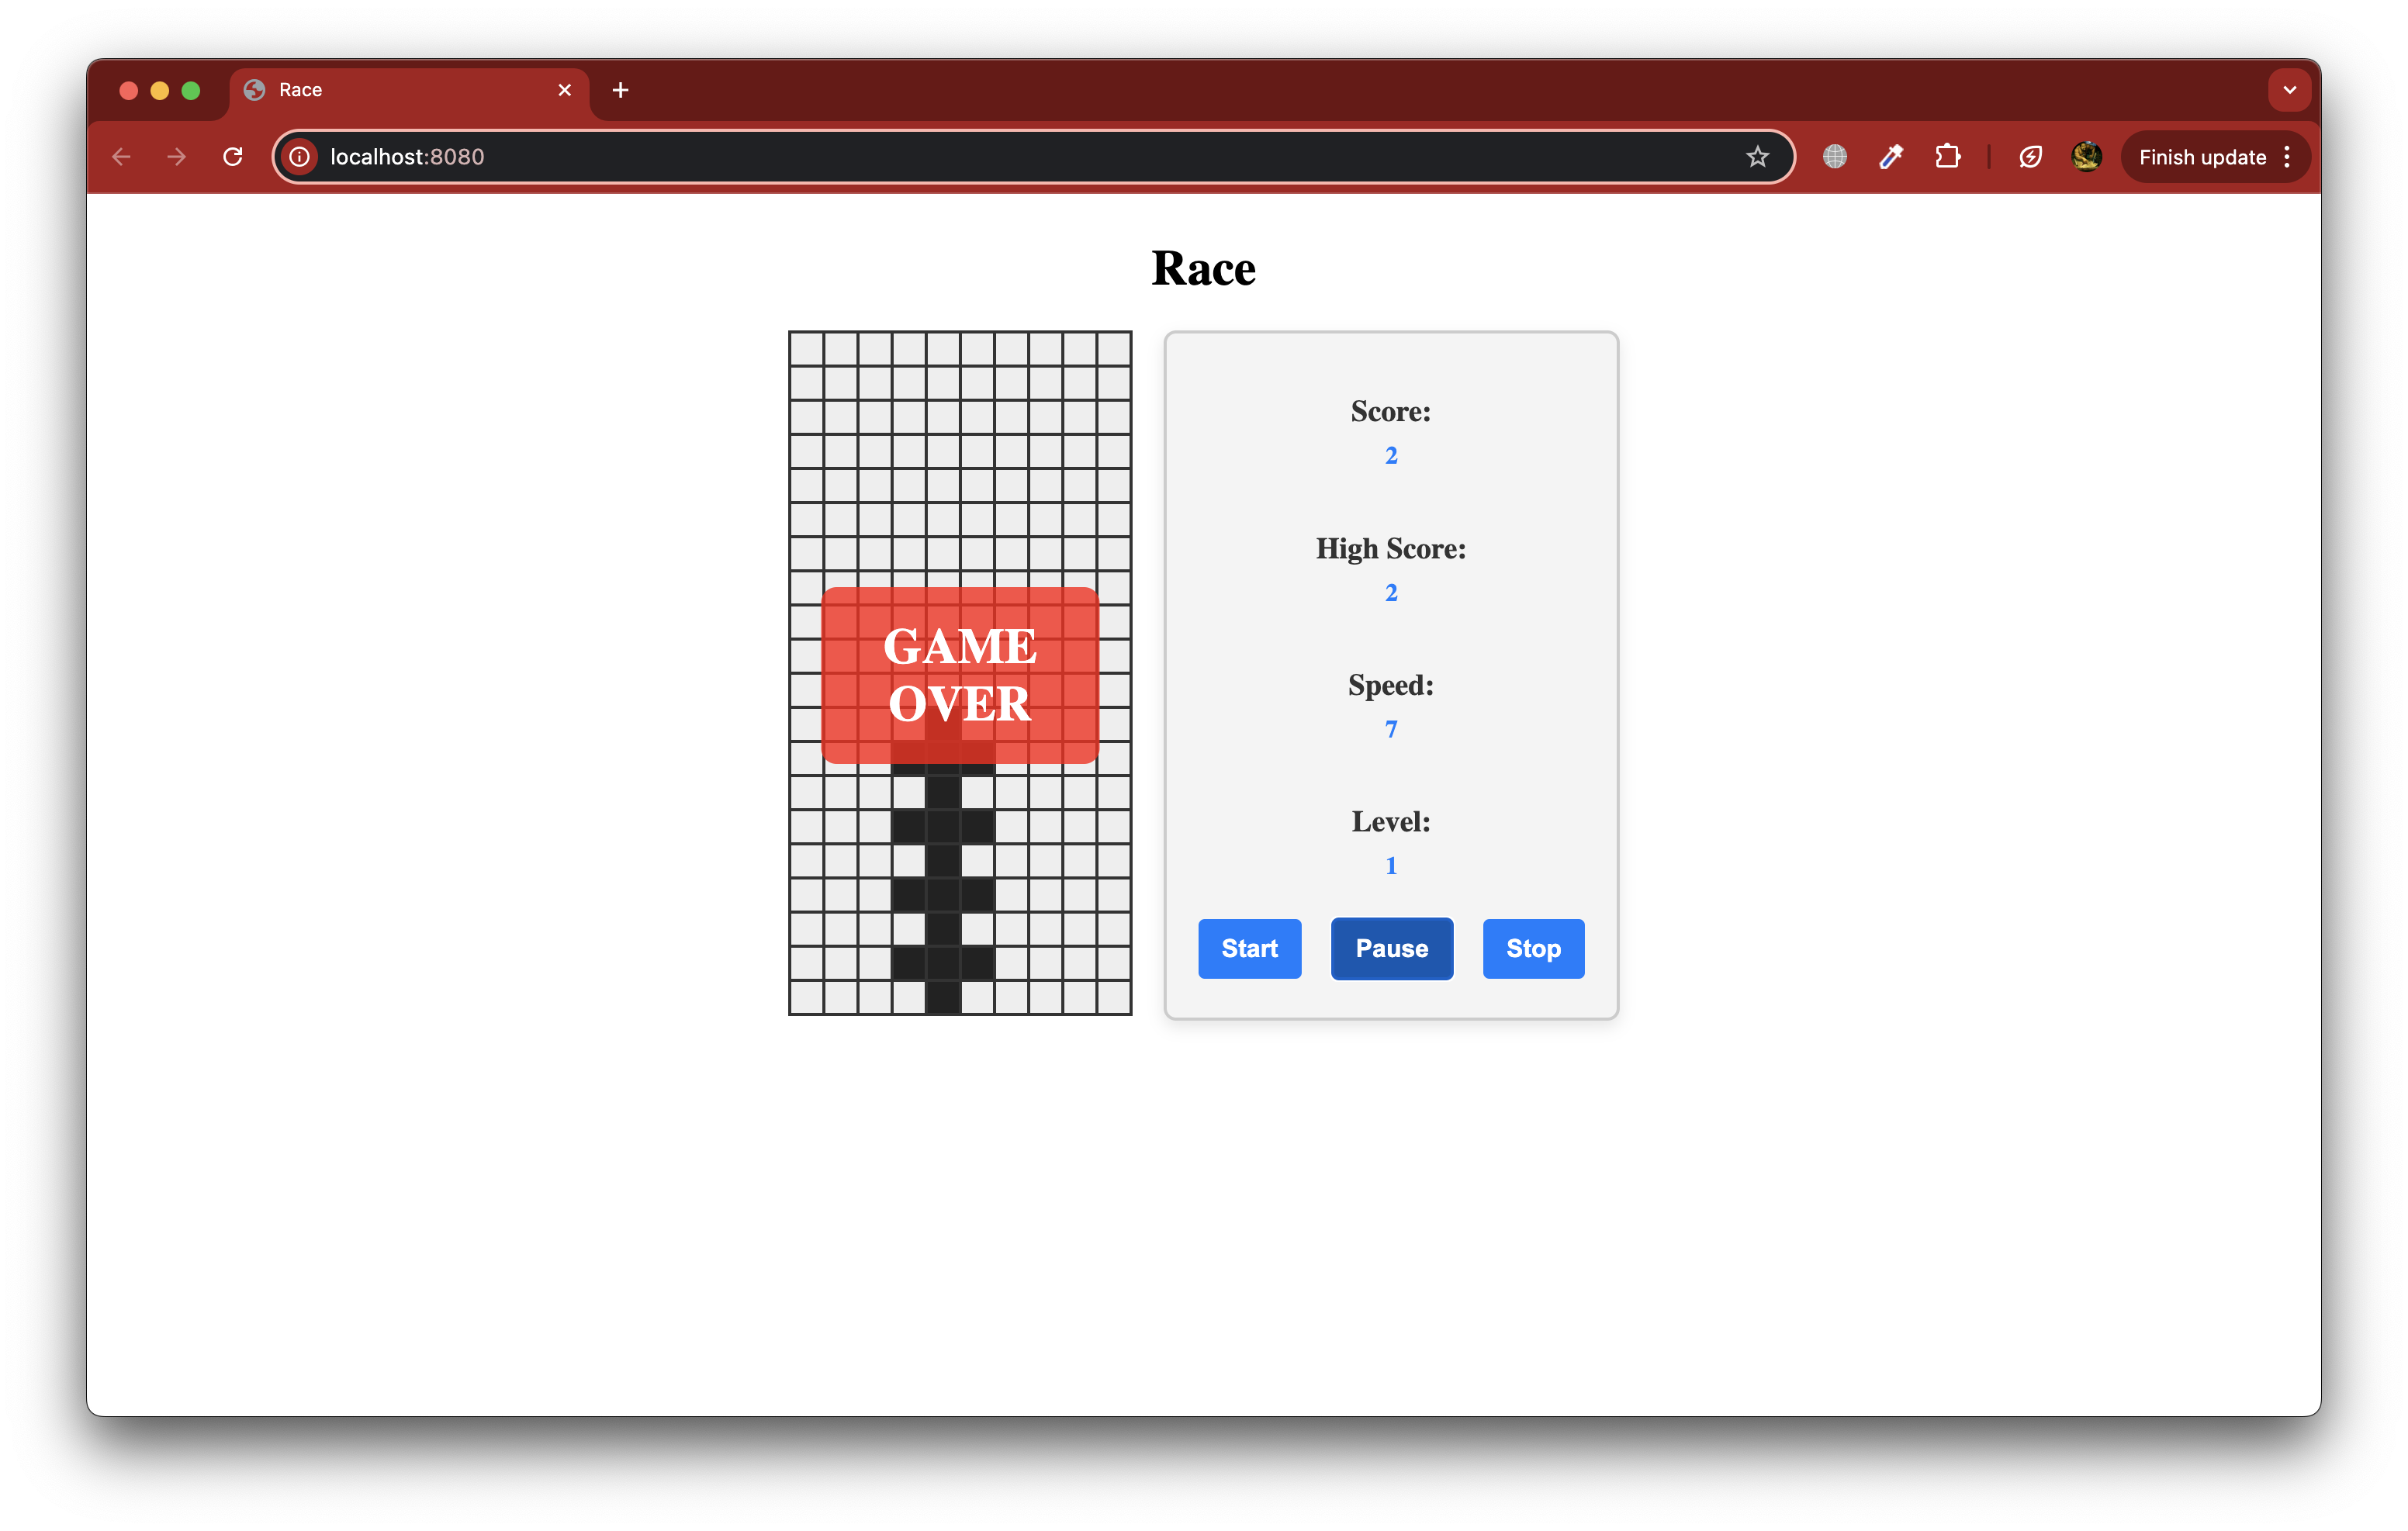 Race
localhost:8080
Finish update
Race
Score:
2
High Score:
2
Speed:
7
Level:
1
Start Pause Stop
GAME
OVER